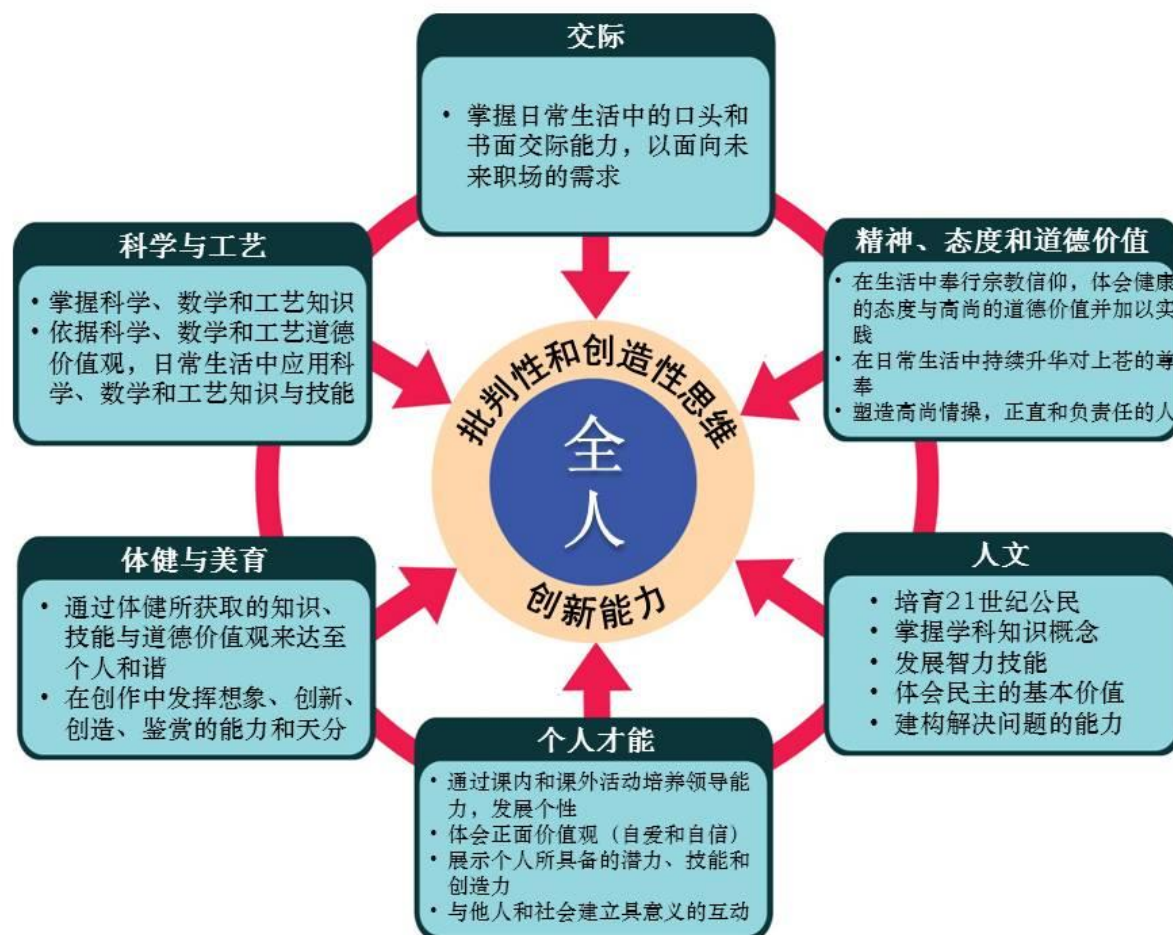 交际
• 掌握日常生活中的口头和
书面交际能力，以面向未
来职场的需求
科学与工艺
• 掌握科学、数学和工艺知识
• 依据科学、数学和工艺道德
价值观，日常生活中应用科
学、数学和工艺知识与技能
精神、态度和道德价值
• 在生活中奉行宗教信仰，体会健康
的态度与高尚的道德价值并加以实
践
• 在日常生活中持续升华对上苍的尊
奉
• 塑造高尚情操，正直和负责任的人
批判性和创造性思维
全
人
创新能力
体健与美育
• 通过体健所获取的知识、
技能与道德价值观来达至
个人和谐
• 在创作中发挥想象、创新、
创造、鉴赏的能力和天分
人文
• 培育21世纪公民
• 掌握学科知识概念
• 发展智力技能
• 体会民主的基本价值
• 建构解决问题的能力
个人才能
• 通过课内和课外活动培养领导能
力，发展个性
• 体会正面价值观（自爱和自信）
• 展示个人所具备的潜力、技能和
创造力
• 与他人和社会建立具意义的互动